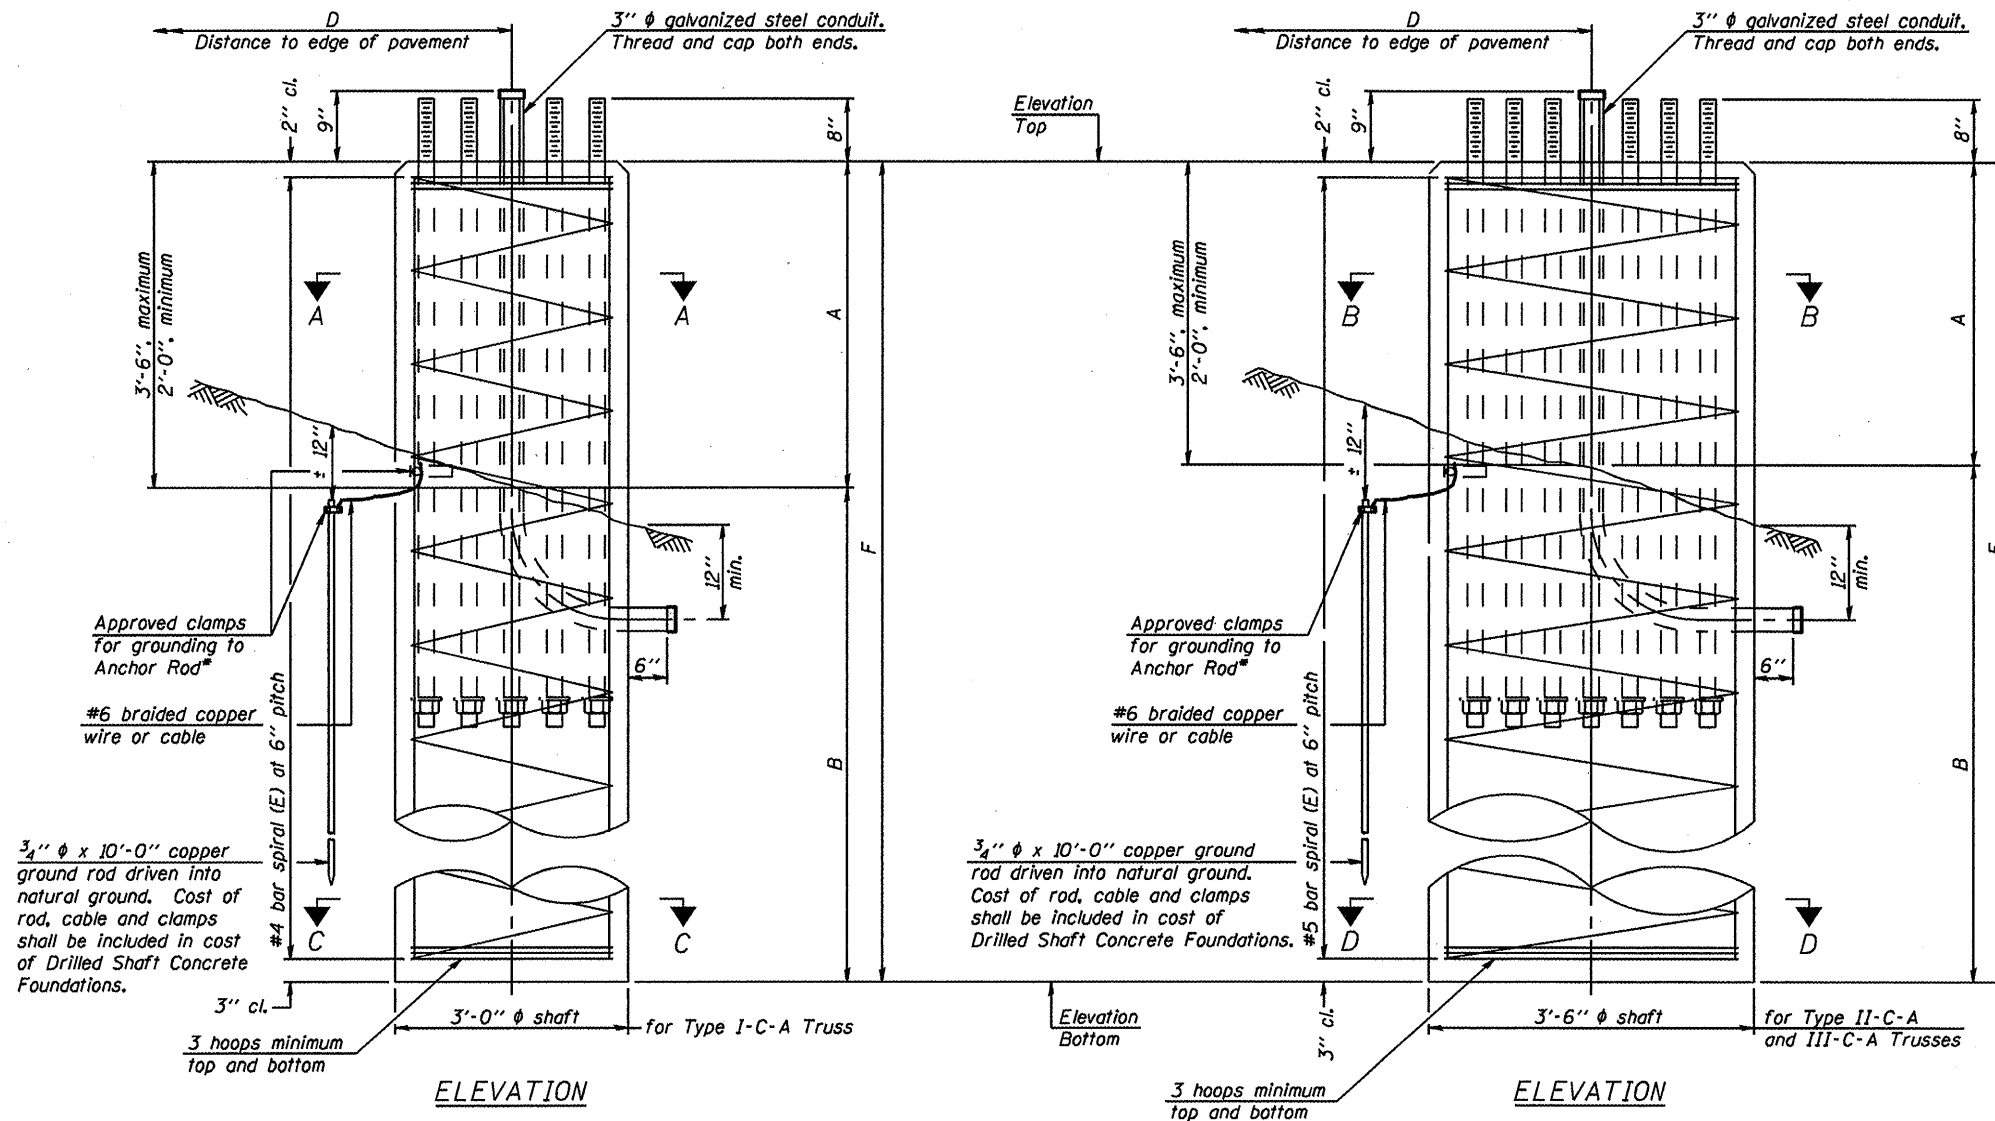 D
Distance to edge of pavement
3'' ϕ galvanized steel conduit.
Thread and cap both ends.
2'' cl.
9''
8''
Elevation
Top
3'-6'', maximum
2'-0'', minimum
A
A
A
± 12''
F
12''
min.
Approved clamps
for grounding to
Anchor Rod*
6''
#6 braided copper
wire or cable
#4 bar spiral (E) at 6'' pitch
B
3/4'' ϕ x 10'-0'' copper
ground rod driven into
natural ground. Cost of
rod, cable and clamps
shall be included in cost
of Drilled Shaft Concrete
Foundations.
C
C
3'' cl.
3'-0'' ϕ shaft
for Type I-C-A Truss
3 hoops minimum
top and bottom
Elevation
Bottom
ELEVATION
D
Distance to edge of pavement
3'' ϕ galvanized steel conduit.
Thread and cap both ends.
2'' cl.
9''
8''
3'-6'', maximum
2'-0'', minimum
B
B
A
± 12''
12''
min.
Approved clamps
for grounding to
Anchor Rod*
6''
#6 braided copper
wire or cable
#5 bar spiral (E) at 6'' pitch
B
3/4'' ϕ x 10'-0'' copper ground
rod driven into natural ground.
Cost of rod, cable and clamps
shall be included in cost of
Drilled Shaft Concrete Foundations.
D
D
3'' cl.
3'-6'' ϕ shaft
for Type II-C-A
and III-C-A Trusses
3 hoops minimum
top and bottom
ELEVATION